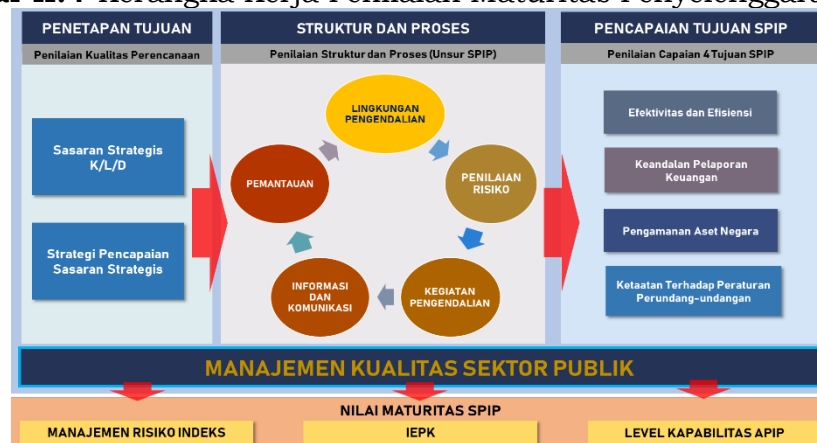 Kerangka Kerja Penilaian Maturitas
PENETAPAN TUJUAN
Penilaian Kualitas Perencanaan
Sasaran Strategis
K/L/D
Strategi Pencapaian
Sasaran Strategis
STRUKTUR DAN PROSES
Penilaian Struktur dan Proses (Unsur SPIP)
LINGKUNGAN
PENGENDALIAN
PENILAIAN
RISIKO
KEGIATAN
PENGENDALIAN
INFORMASI
DAN
KOMUNIKASI
PEMANTAUAN
PENCAPAIAN TUJUAN SPIP
Penilaian Capaian 4 Tujuan SPIP
Efektivitas dan Efisiensi
Keandalan Pelaporan
Keuangan
Pengamanan Aset Negara
Ketaatan Terhadap Peraturan
Perundang-undangan
MANAJEMEN KUALITAS SEKTOR PUBLIK
NILAI MATURITAS SPIP
MANAJEMEN RISIKO INDEKS
IEPK
LEVEL KAPABILITAS APIP